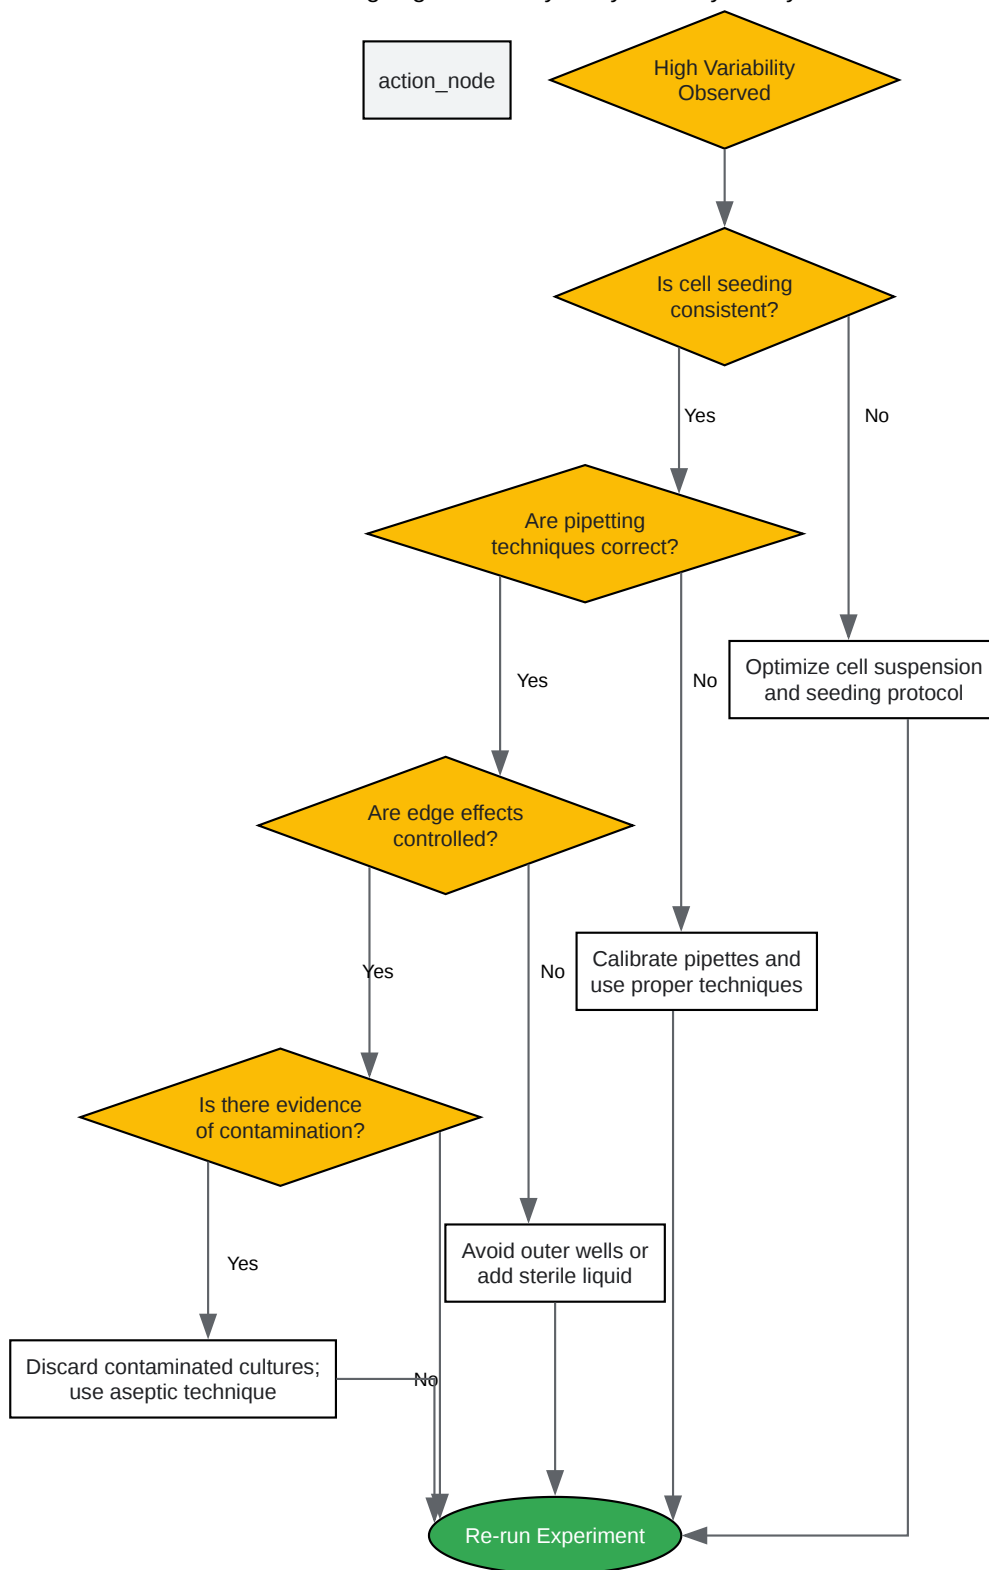 action_node
High Variability
Observed
Is cell seeding
consistent?
Yes
No
Are pipetting
techniques correct?
Yes
No
Optimize cell suspension
and seeding protocol
Are edge effects
controlled?
Yes
No
Calibrate pipettes and
use proper techniques
Is there evidence
of contamination?
Yes
Avoid outer wells or
add sterile liquid
Discard contaminated cultures;
use aseptic technique
No
Re-run Experiment